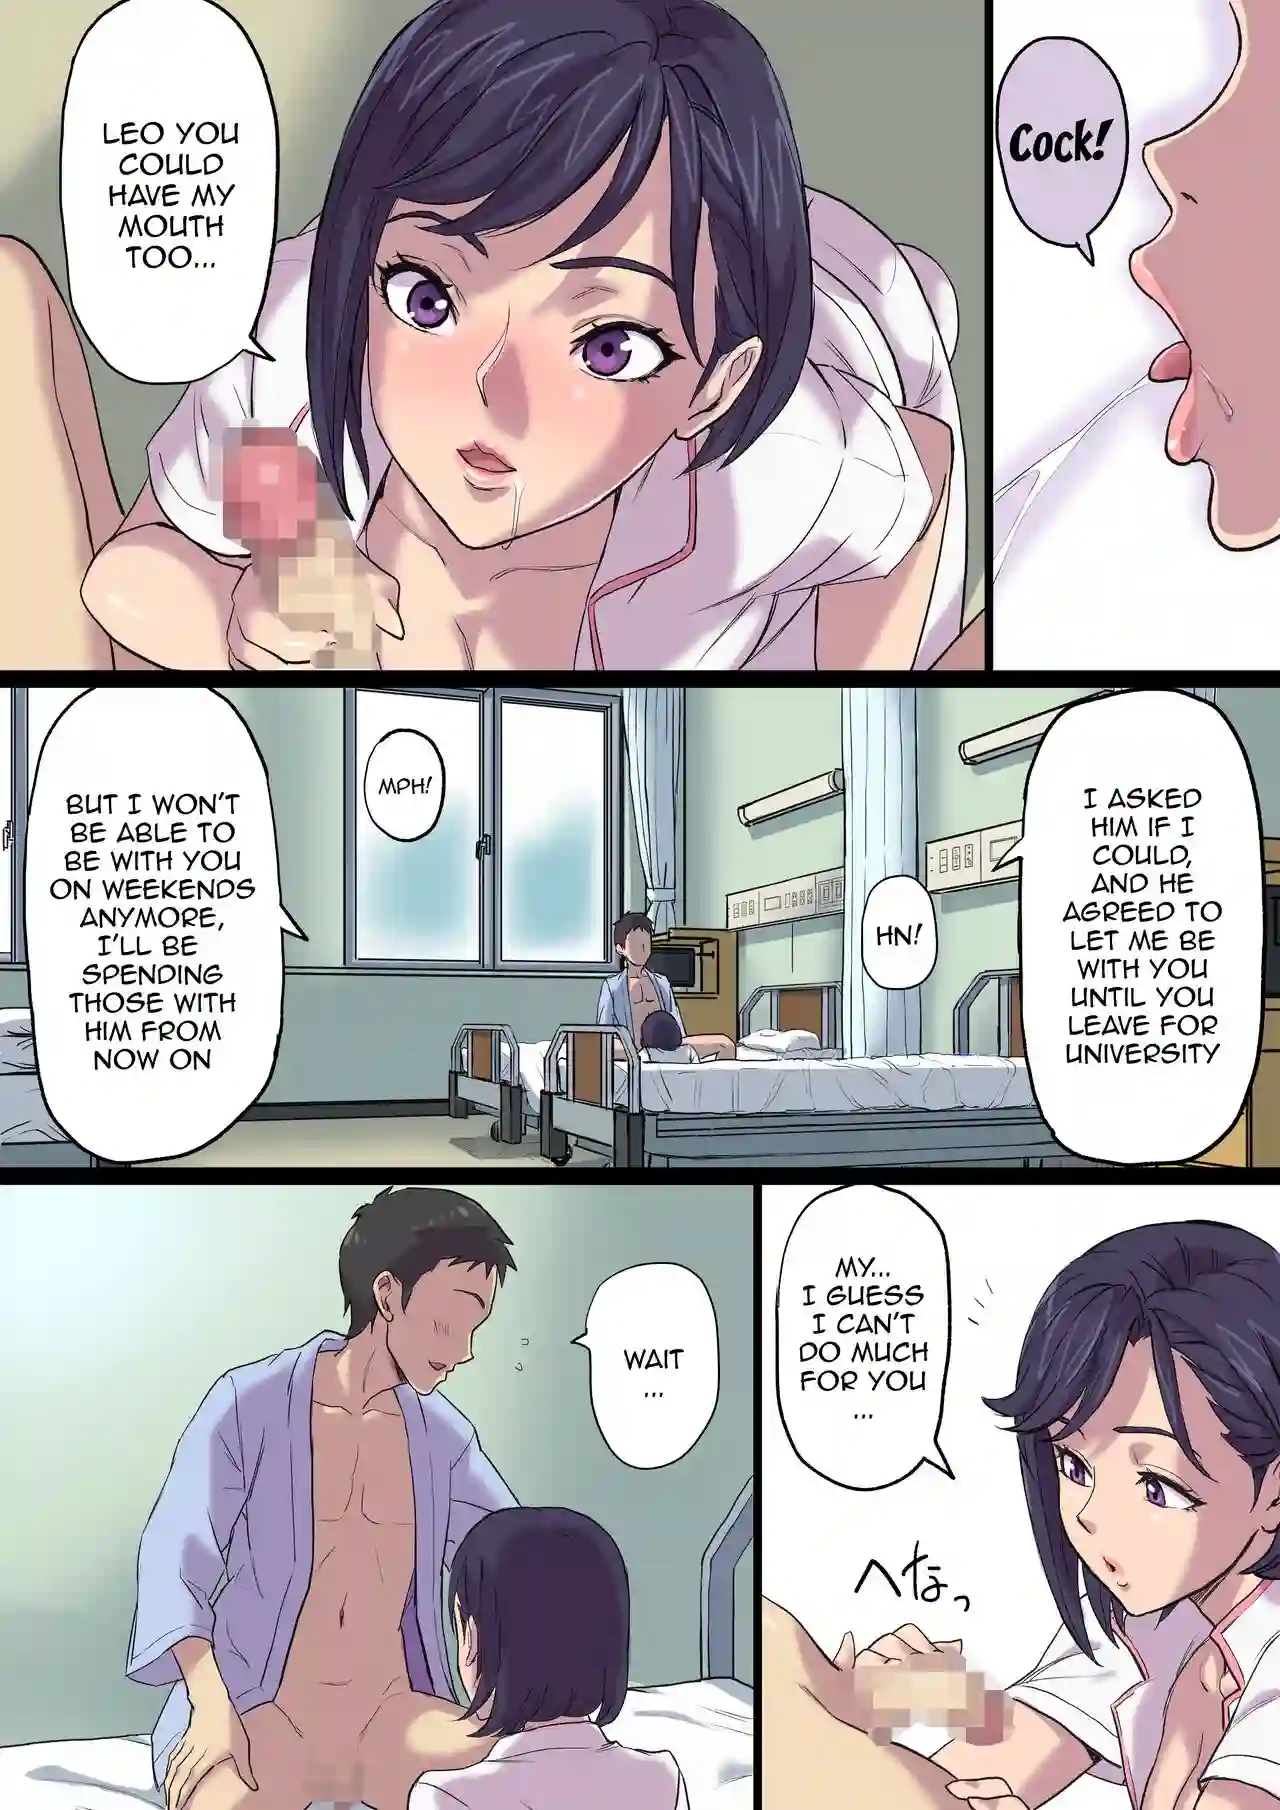 LEO YOU
COULD
HAVE MY
MOUTH
TOO...
Cock!
BUT I WON'T
BE ABLE TO
BE WITH YOU
ON WEEKENDS
ANYMORE,
I'LL BE
SPENDING
THOSE WITH
HIM FROM
NOW ON
MPH!
HN!
I ASKED
HIM IF I
COULD,
AND HE
AGREED TO
LET ME BE
WITH YOU
UNTIL YOU
LEAVE FOR
UNIVERSITY
WAIT
...
MY...
I GUESS
I CAN'T
DO MUCH
FOR YOU
...
へなっ